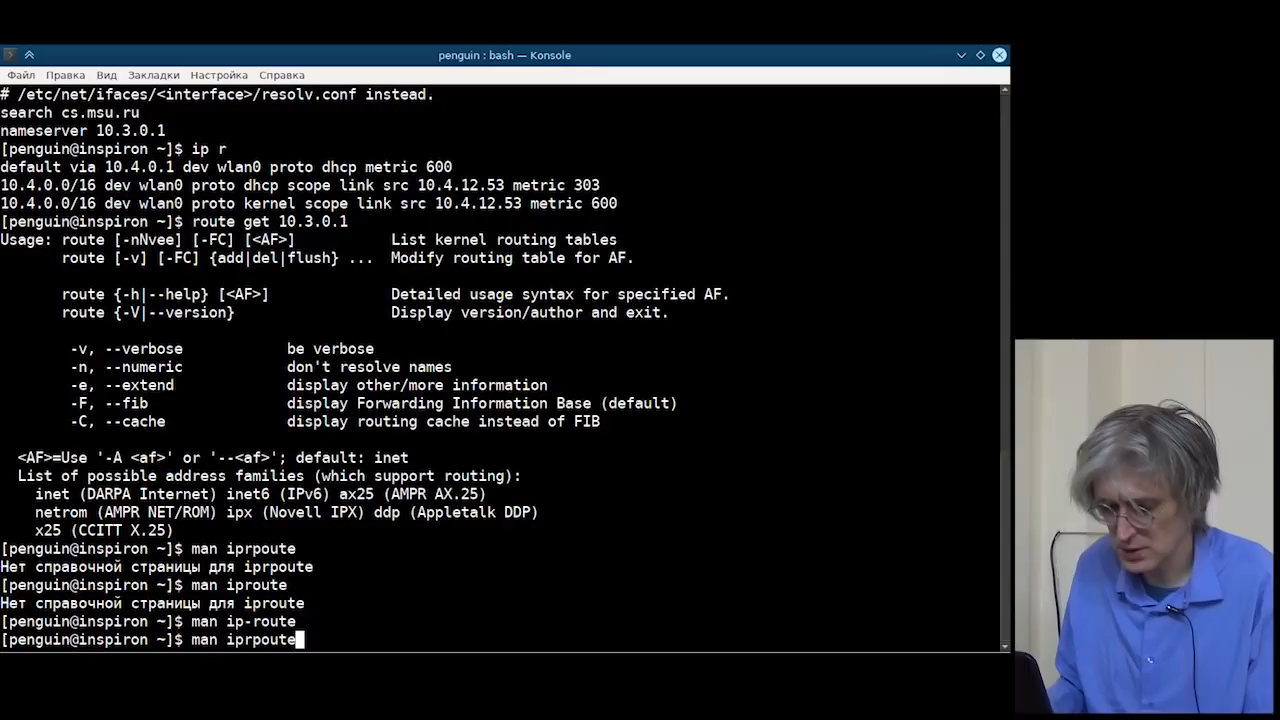 penguin : bash — Konsole
Файл Правка Вид Закладки Настройка Справка
# /etc/net/ifaces/<interface>/resolv.conf instead.
search cs.msu.ru
nameserver 10.3.0.1
[penguin@inspiron ~]$ ip r
default via 10.4.0.1 dev wlan0 proto dhcp metric 600
10.4.0.0/16 dev wlan0 proto dhcp scope link src 10.4.12.53 metric 303
10.4.0.0/16 dev wlan0 proto kernel scope link src 10.4.12.53 metric 600
[penguin@inspiron ~]$ route get 10.3.0.1
Usage: route [-nNvee] [-FC] [<AF>]           List kernel routing tables
       route [-v] [-FC] {add|del|flush} ...  Modify routing table for AF.
       route {-h|--help} [<AF>]              Detailed usage syntax for specified AF.
       route {-V|--version}                  Display version/author and exit.
        -v, --verbose            be verbose
        -n, --numeric            don't resolve names
        -e, --extend             display other/more information
        -F, --fib                display Forwarding Information Base (default)
        -C, --cache              display routing cache instead of FIB
  <AF>=Use '-A <af>' or '--<af>'; default: inet
  List of possible address families (which support routing):
    inet (DARPA Internet) inet6 (IPv6) ax25 (AMPR AX.25)
    netrom (AMPR NET/ROM) ipx (Novell IPX) ddp (Appletalk DDP)
    x25 (CCITT X.25)
[penguin@inspiron ~]$ man iprpoute
Нет справочной страницы для iprpoute
[penguin@inspiron ~]$ man iproute
Нет справочной страницы для iproute
[penguin@inspiron ~]$ man ip-route
[penguin@inspiron ~]$ man iprpoute